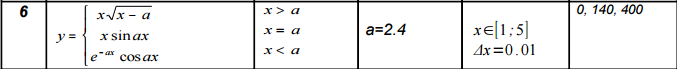 6
y = { x√(x − a)   x > a
x sin ax   x = a
e^(−ax) cos ax   x < a
a=2.4
x∈[1;5]
Δx=0.01
0, 140, 400